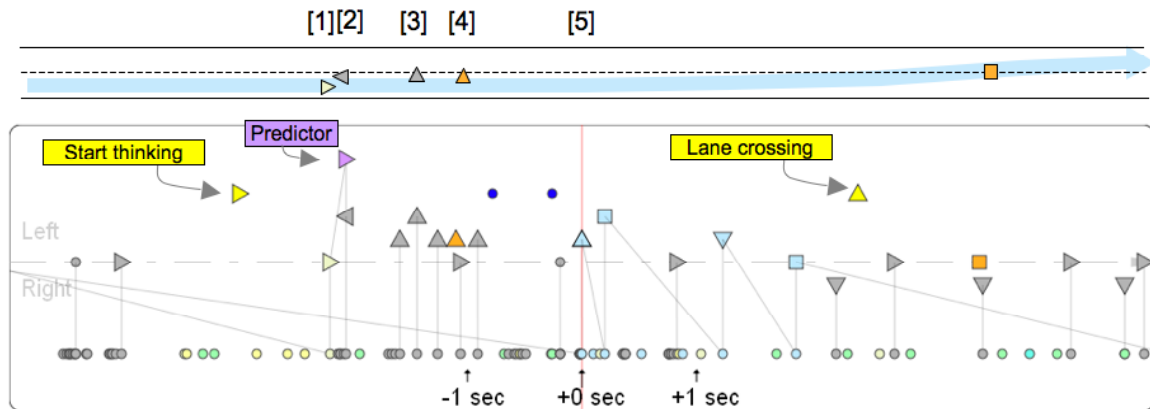 [1] [2] [3] [4] [5]
Predictor
Start thinking
Lane crossing
Left
Right
-1 sec +0 sec +1 sec